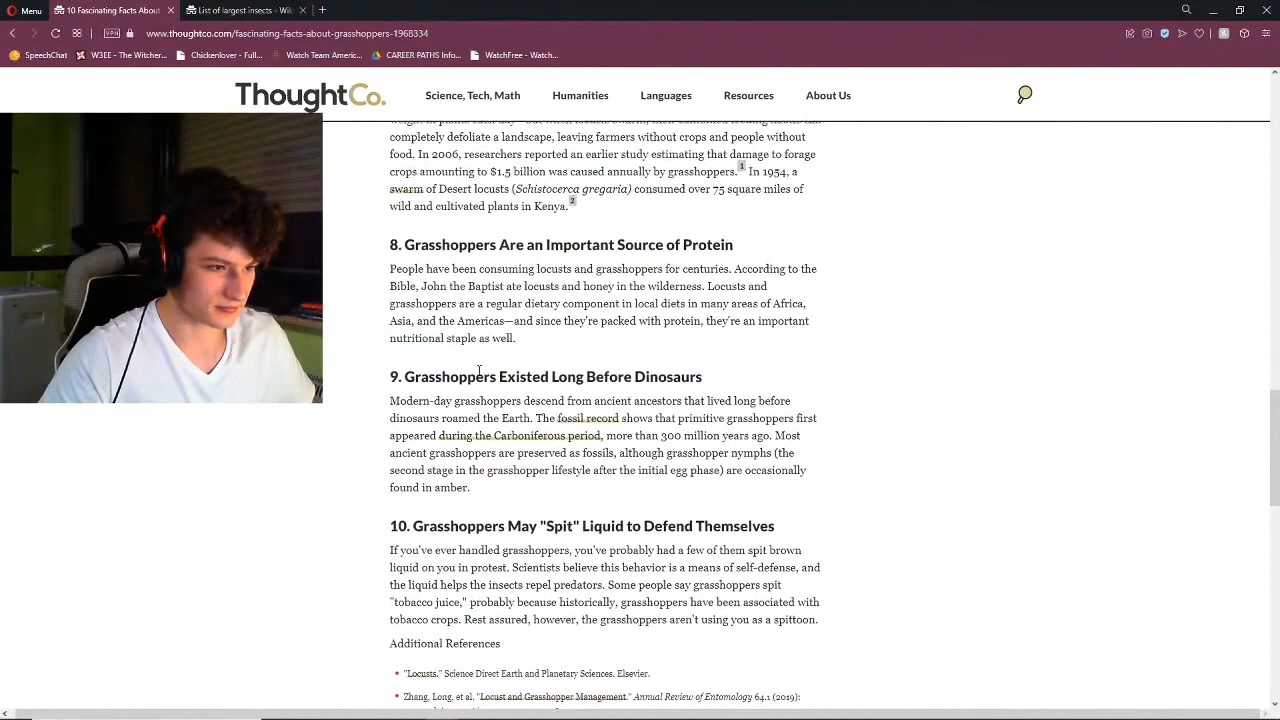 Menu
10 Fascinating Facts About
List of largest insects - Wik
VPN
www.thoughtco.com/fascinating-facts-about-grasshoppers-1968334
SpeechChat
W3EE - The Witcher...
Chickenlover - Full...
Watch Team Americ...
CAREER PATHS Info...
WatchFree - Watch...
ThoughtCo.
Science, Tech, Math
Humanities
Languages
Resources
About Us
completely defoliate a landscape, leaving farmers without crops and people without
food. In 2006, researchers reported an earlier study estimating that damage to forage
crops amounting to $1.5 billion was caused annually by grasshoppers.1 In 1954, a
swarm of Desert locusts (Schistocerca gregaria) consumed over 75 square miles of
wild and cultivated plants in Kenya.2
8. Grasshoppers Are an Important Source of Protein
People have been consuming locusts and grasshoppers for centuries. According to the
Bible, John the Baptist ate locusts and honey in the wilderness. Locusts and
grasshoppers are a regular dietary component in local diets in many areas of Africa,
Asia, and the Americas—and since they're packed with protein, they're an important
nutritional staple as well.
9. Grasshoppers Existed Long Before Dinosaurs
Modern-day grasshoppers descend from ancient ancestors that lived long before
dinosaurs roamed the Earth. The fossil record shows that primitive grasshoppers first
appeared during the Carboniferous period, more than 300 million years ago. Most
ancient grasshoppers are preserved as fossils, although grasshopper nymphs (the
second stage in the grasshopper lifestyle after the initial egg phase) are occasionally
found in amber.
10. Grasshoppers May "Spit" Liquid to Defend Themselves
If you've ever handled grasshoppers, you've probably had a few of them spit brown
liquid on you in protest. Scientists believe this behavior is a means of self-defense, and
the liquid helps the insects repel predators. Some people say grasshoppers spit
"tobacco juice," probably because historically, grasshoppers have been associated with
tobacco crops. Rest assured, however, the grasshoppers aren't using you as a spittoon.
Additional References
"Locusts." Science Direct Earth and Planetary Sciences. Elsevier.
Zhang, Long, et al. "Locust and Grasshopper Management." Annual Review of Entomology 64.1 (2019):